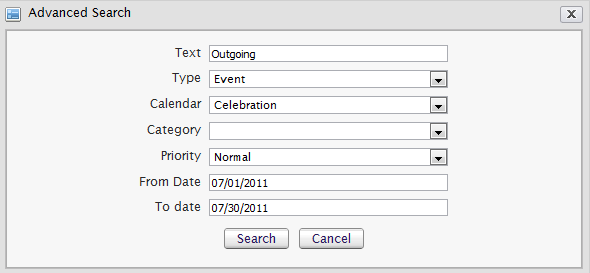 Advanced Search
Text Outgoing
Type Event
Calendar Celebration
Category
Priority Normal
From Date 07/01/2011
To date 07/30/2011
Search Cancel